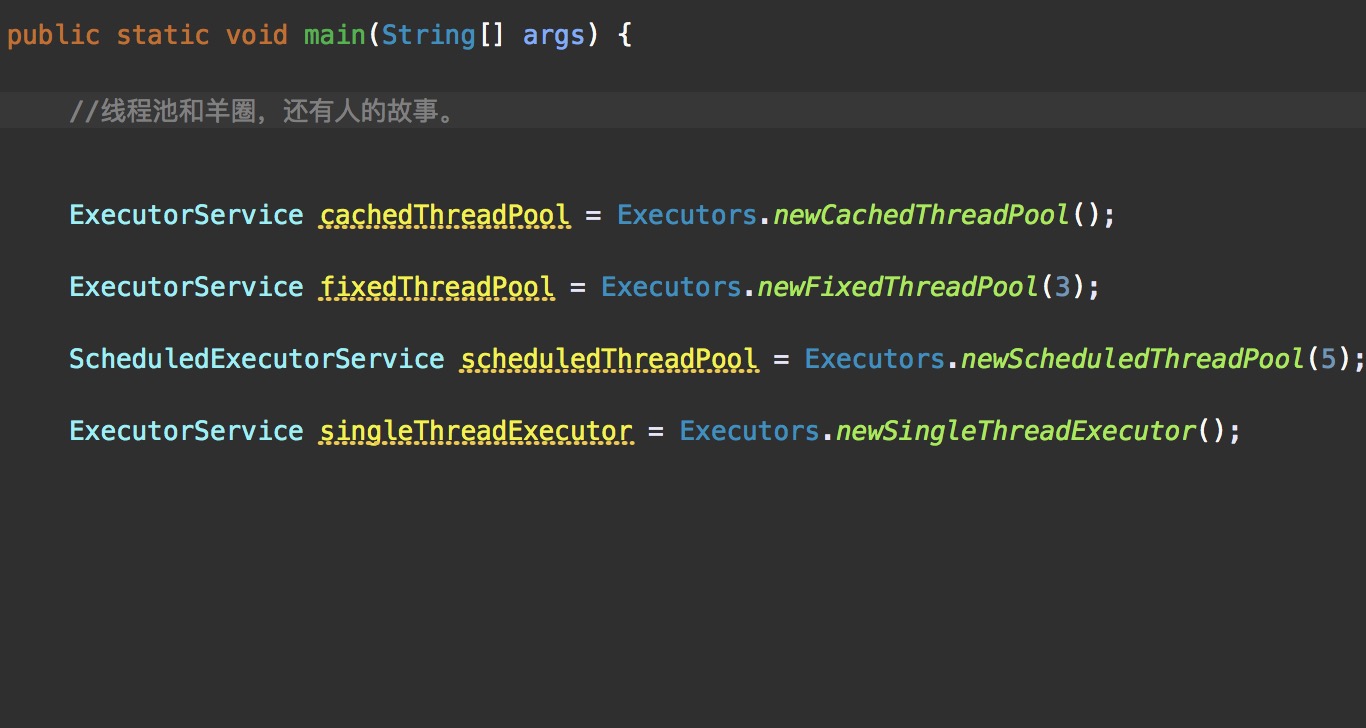 public static void main(String[] args) {
//线程池和羊圈，还有人的故事。
ExecutorService cachedThreadPool = Executors.newCachedThreadPool();
ExecutorService fixedThreadPool = Executors.newFixedThreadPool(3);
ScheduledExecutorService scheduledThreadPool = Executors.newScheduledThreadPool(5);
ExecutorService singleThreadExecutor = Executors.newSingleThreadExecutor();